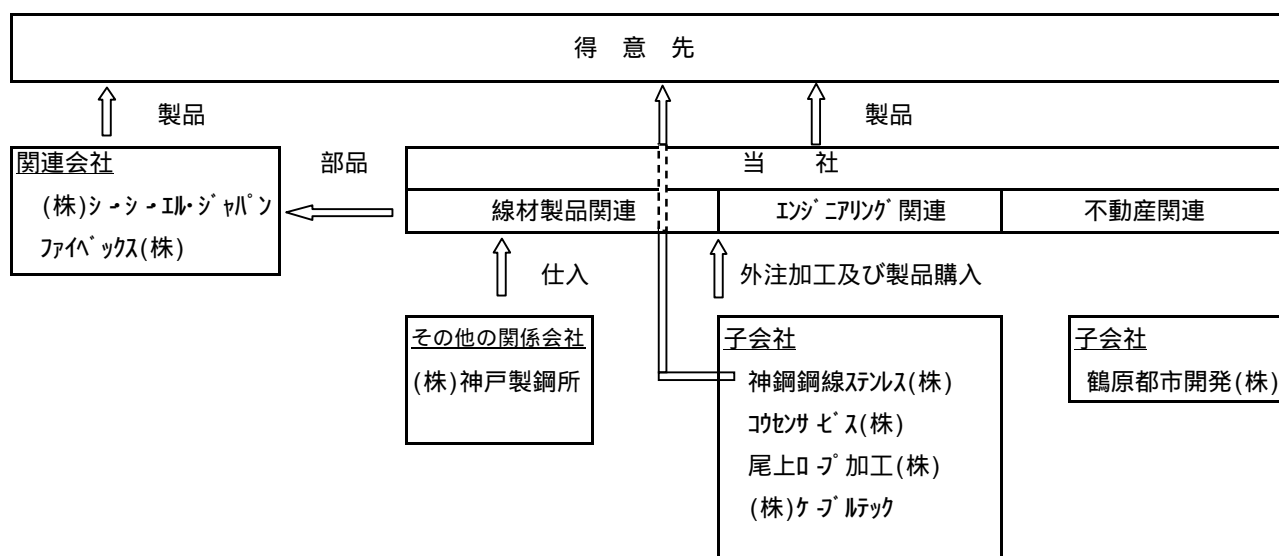 得 意 先
製品
製品
関連会社
(株)シーシーエル・ジャパン
ファイベックス(株)
部品
当 社
線材製品関連
エンジニアリング関連
不動産関連
仕入
外注加工及び製品購入
その他の関係会社
(株)神戸製鋼所
子会社
神鋼鋼線ステンレス(株)
コウセンサービス(株)
尾上ロープ加工(株)
(株)ケーブルテック
子会社
鶴原都市開発(株)